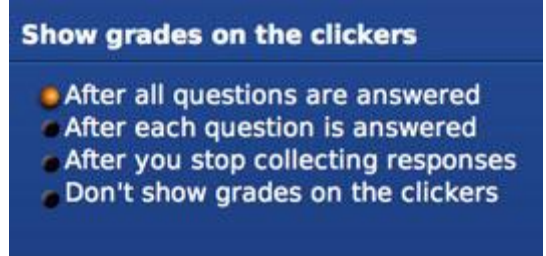 Show grades on the clickers
After all questions are answered
After each question is answered
After you stop collecting responses
Don't show grades on the clickers